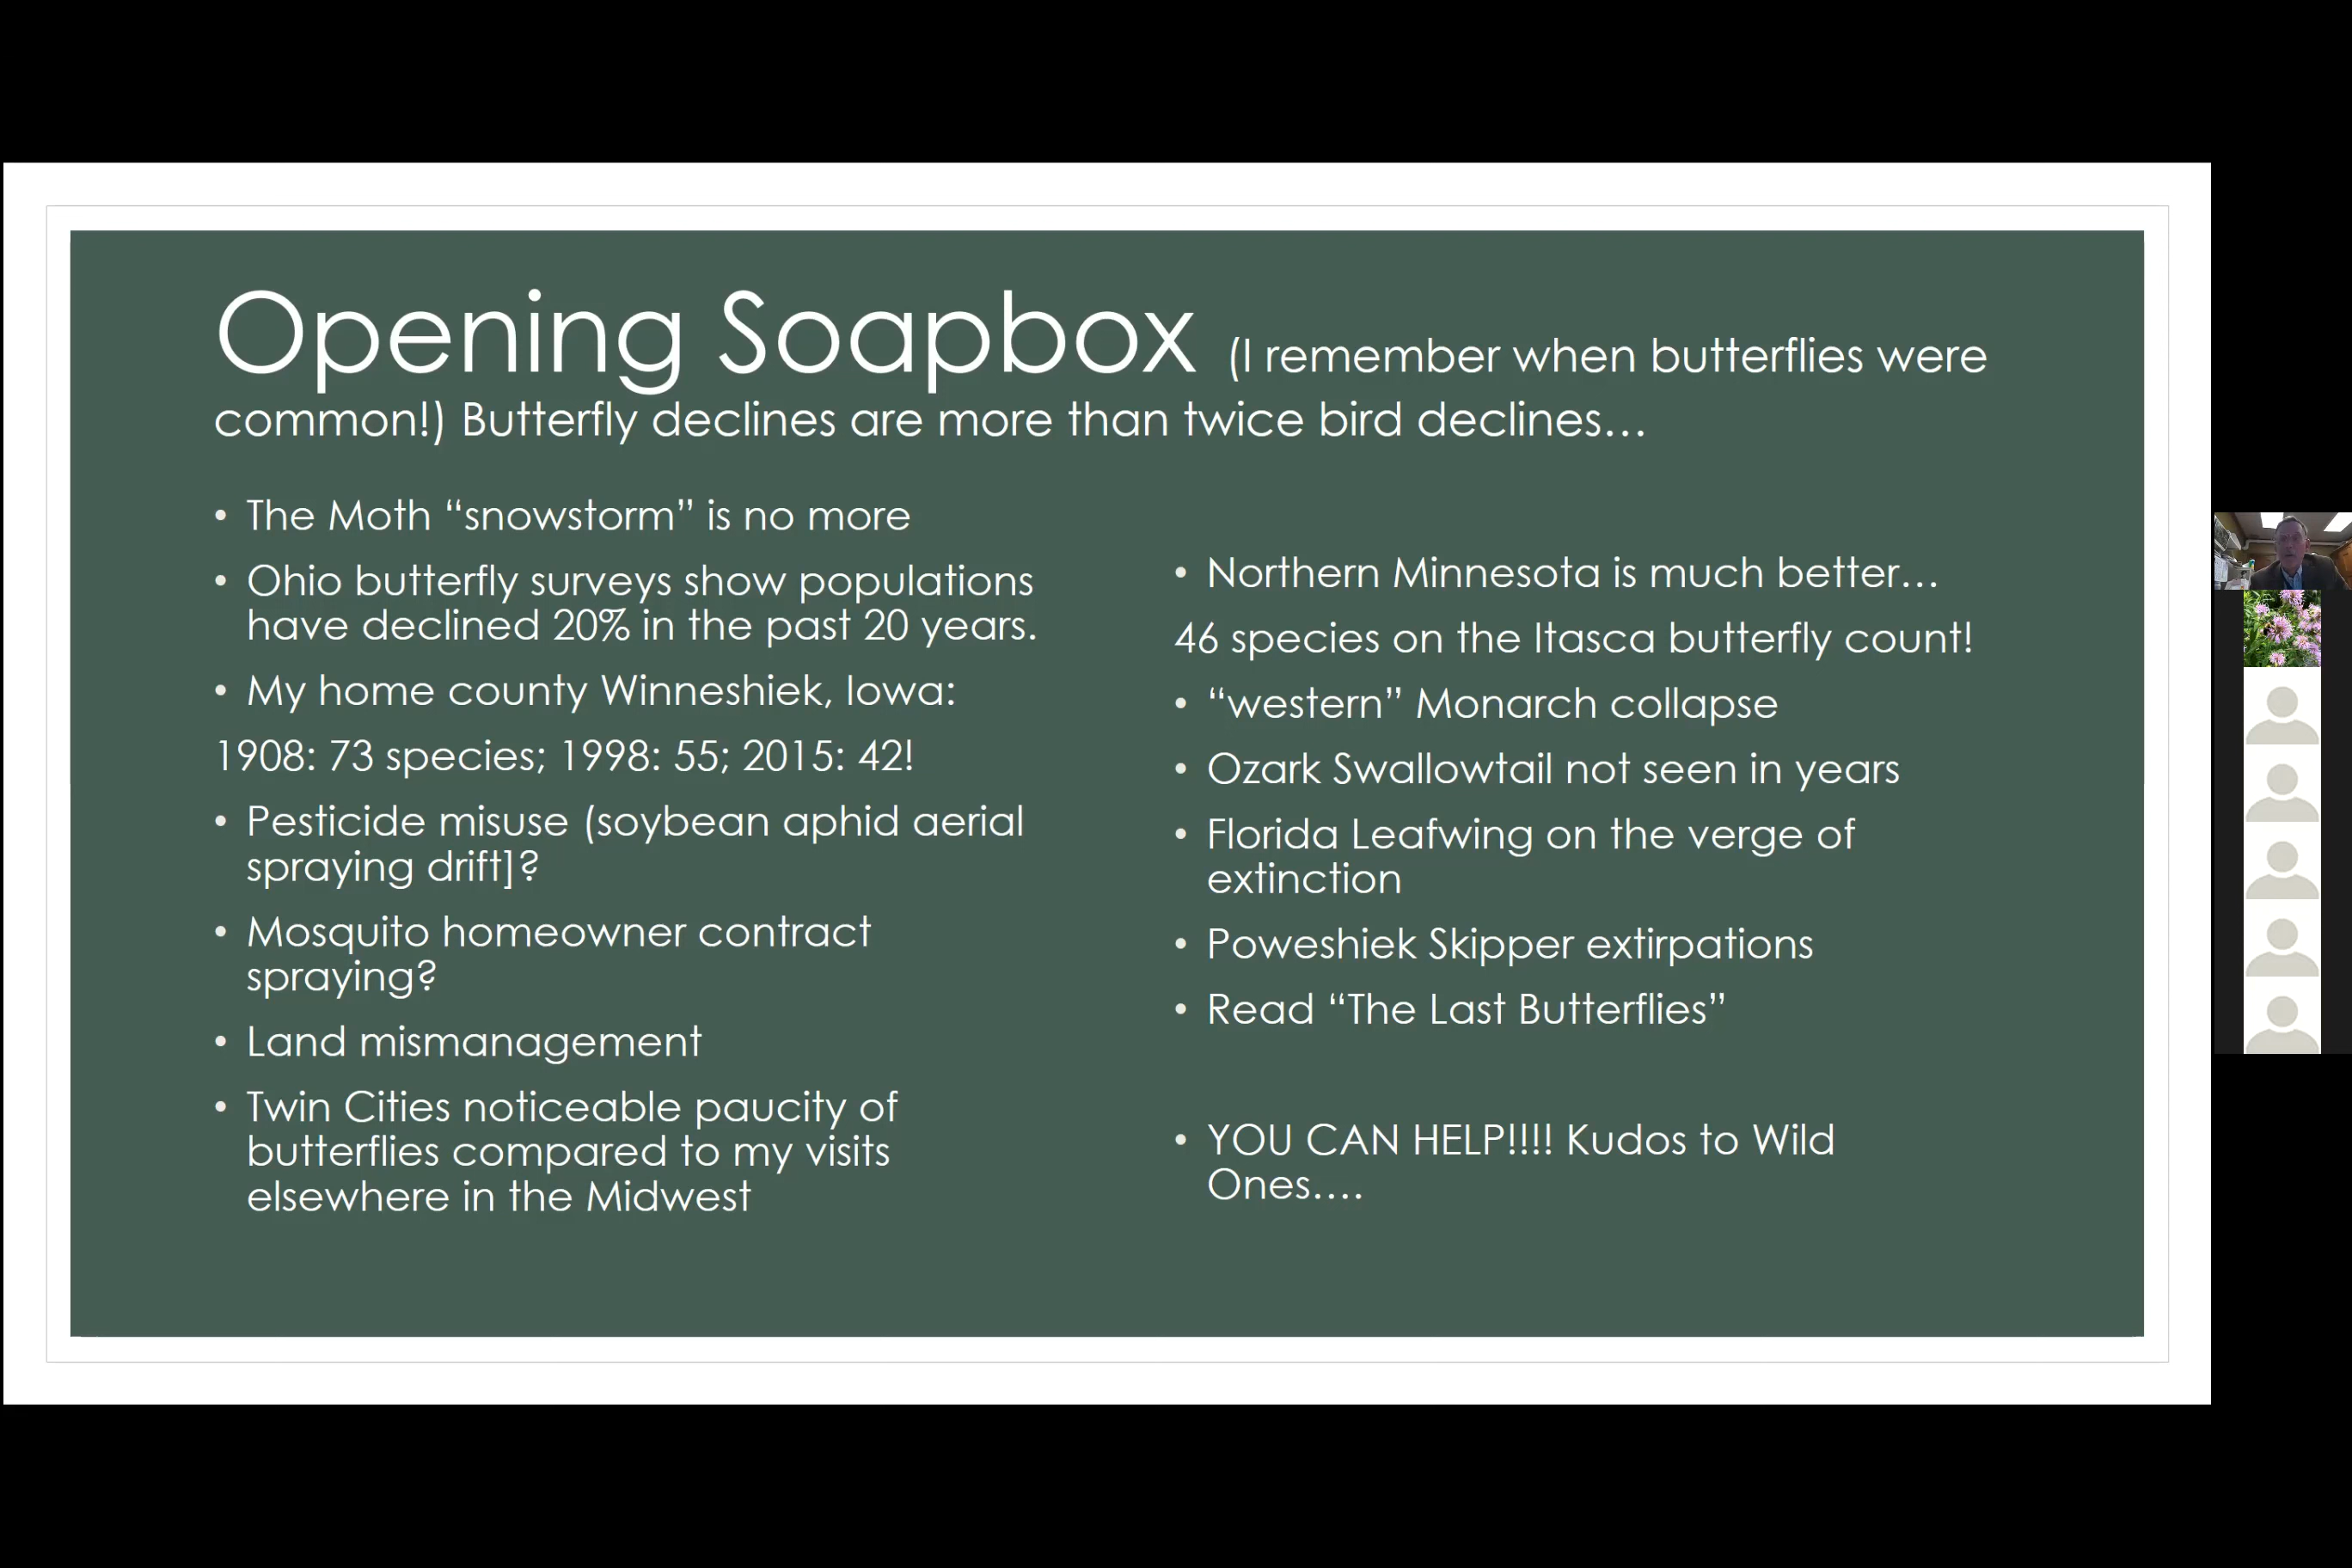 Opening Soapbox (I remember when butterflies were
common!) Butterfly declines are more than twice bird declines…
• The Moth “snowstorm” is no more
• Ohio butterfly surveys show populations
have declined 20% in the past 20 years.
• My home county Winneshiek, Iowa:
1908: 73 species; 1998: 55; 2015: 42!
• Pesticide misuse (soybean aphid aerial
spraying drift]?
• Mosquito homeowner contract
spraying?
• Land mismanagement
• Twin Cities noticeable paucity of
butterflies compared to my visits
elsewhere in the Midwest
• Northern Minnesota is much better…
46 species on the Itasca butterfly count!
• “western” Monarch collapse
• Ozark Swallowtail not seen in years
• Florida Leafwing on the verge of
extinction
• Poweshiek Skipper extirpations
• Read “The Last Butterflies”
• YOU CAN HELP!!!! Kudos to Wild
Ones….